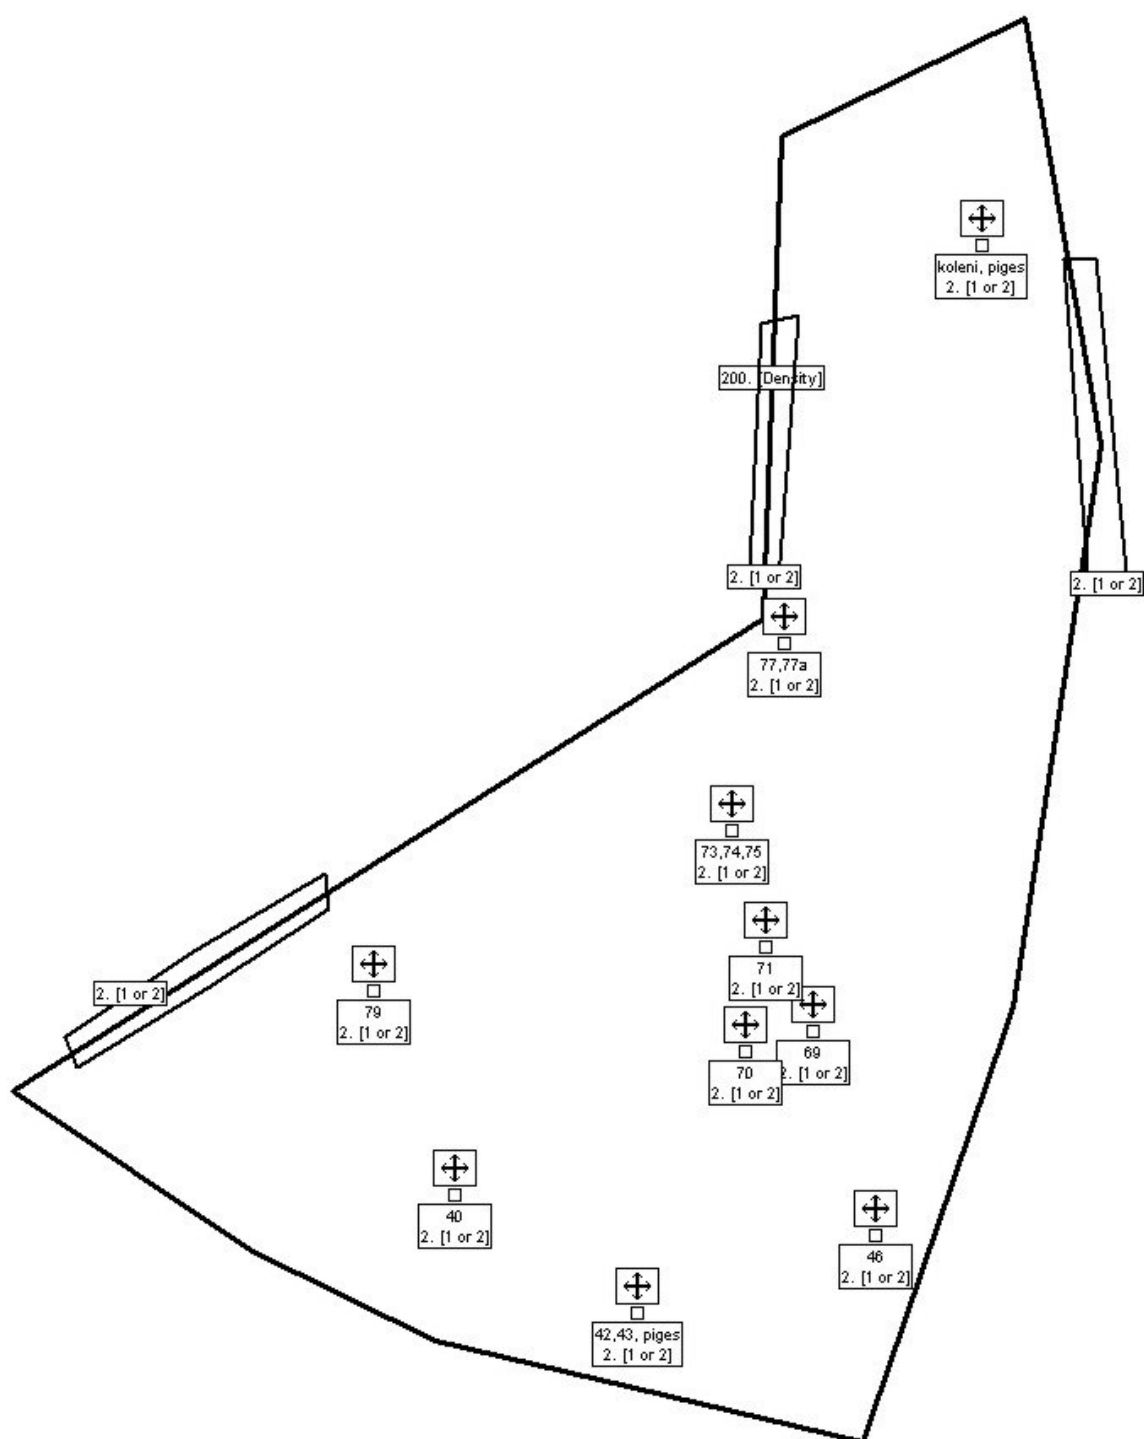 koleni, piges
2. [1 or 2]
200. [Density]
2. [1 or 2]
2. [1 or 2]
77,77a
2. [1 or 2]
73,74,75
2. [1 or 2]
71
2. [1 or 2]
2. [1 or 2]
79
2. [1 or 2]
69
2. [1 or 2]
70
2. [1 or 2]
40
2. [1 or 2]
46
2. [1 or 2]
42,43, piges
2. [1 or 2]